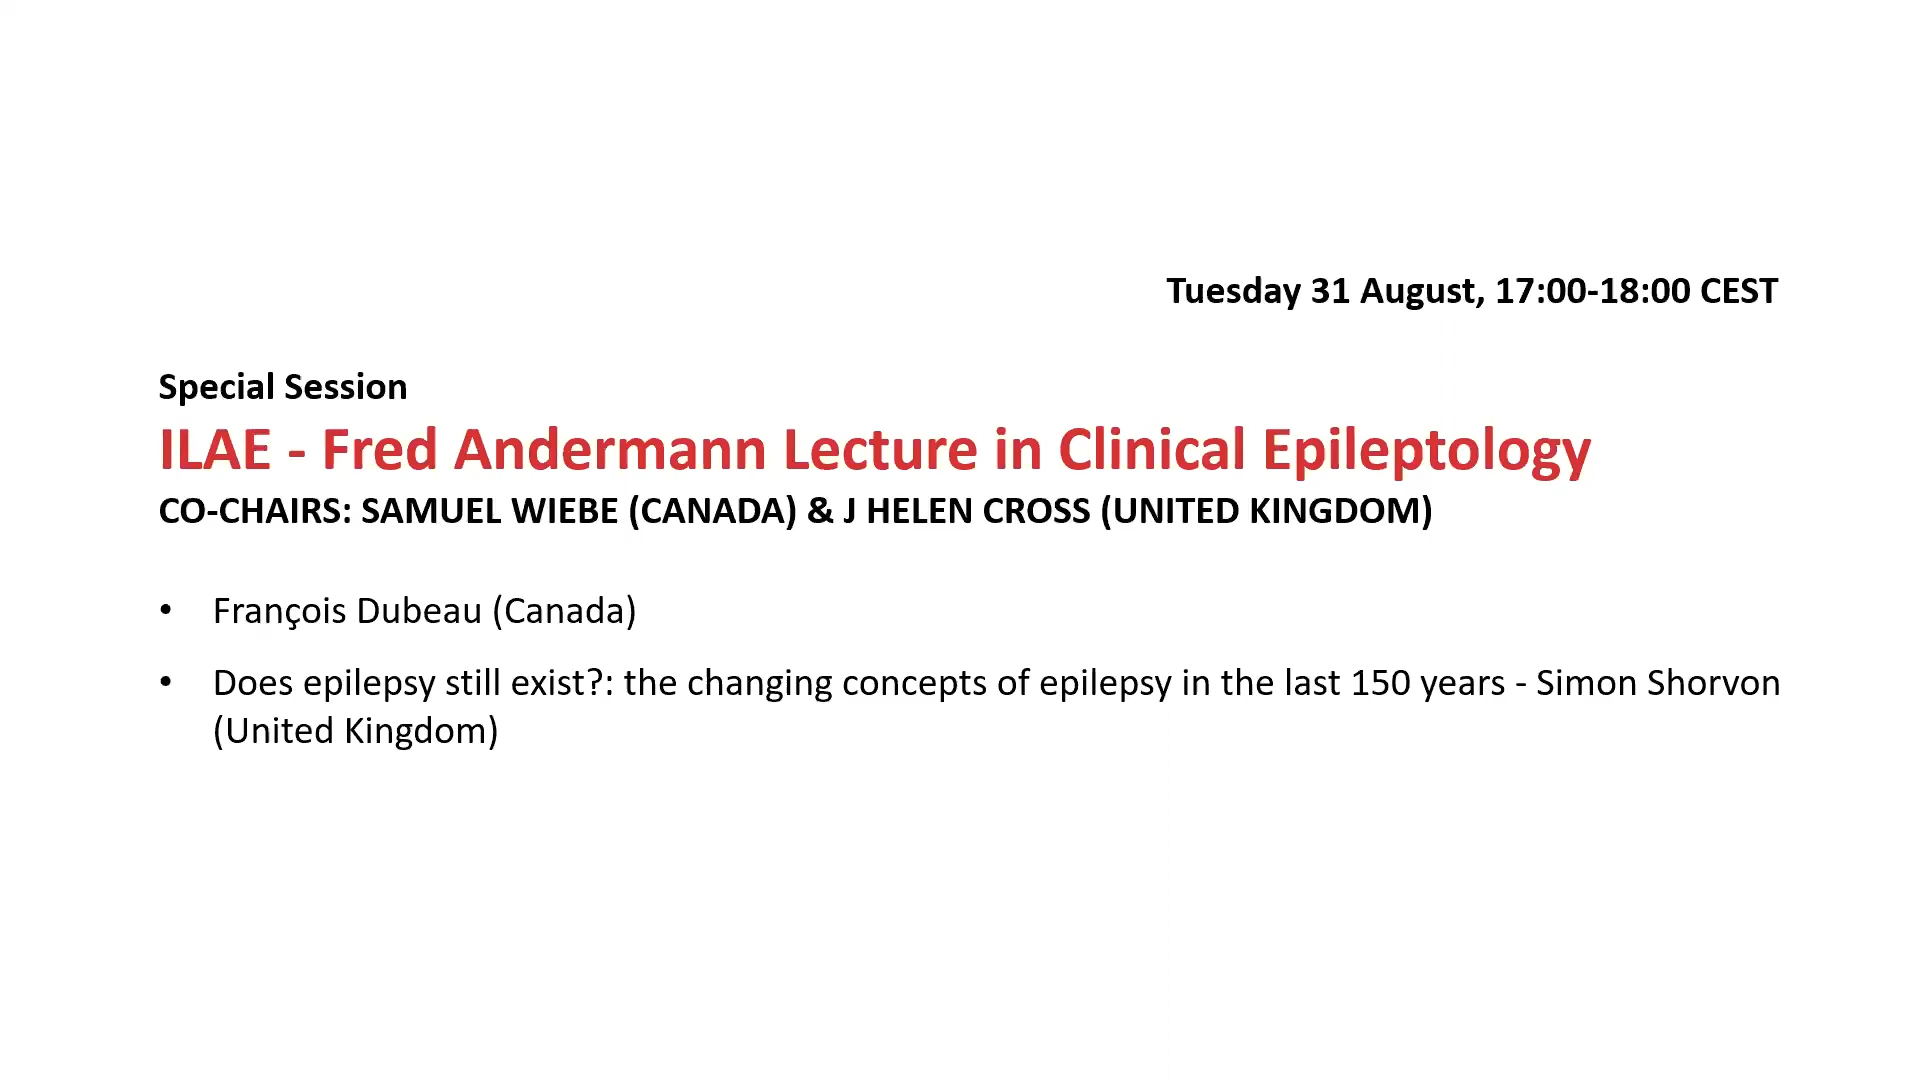 Tuesday 31 August, 17:00-18:00 CEST
Special Session
ILAE - Fred Andermann Lecture in Clinical Epileptology
CO-CHAIRS: SAMUEL WIEBE (CANADA) & J HELEN CROSS (UNITED KINGDOM)
• François Dubeau (Canada)
• Does epilepsy still exist?: the changing concepts of epilepsy in the last 150 years - Simon Shorvon
(United Kingdom)